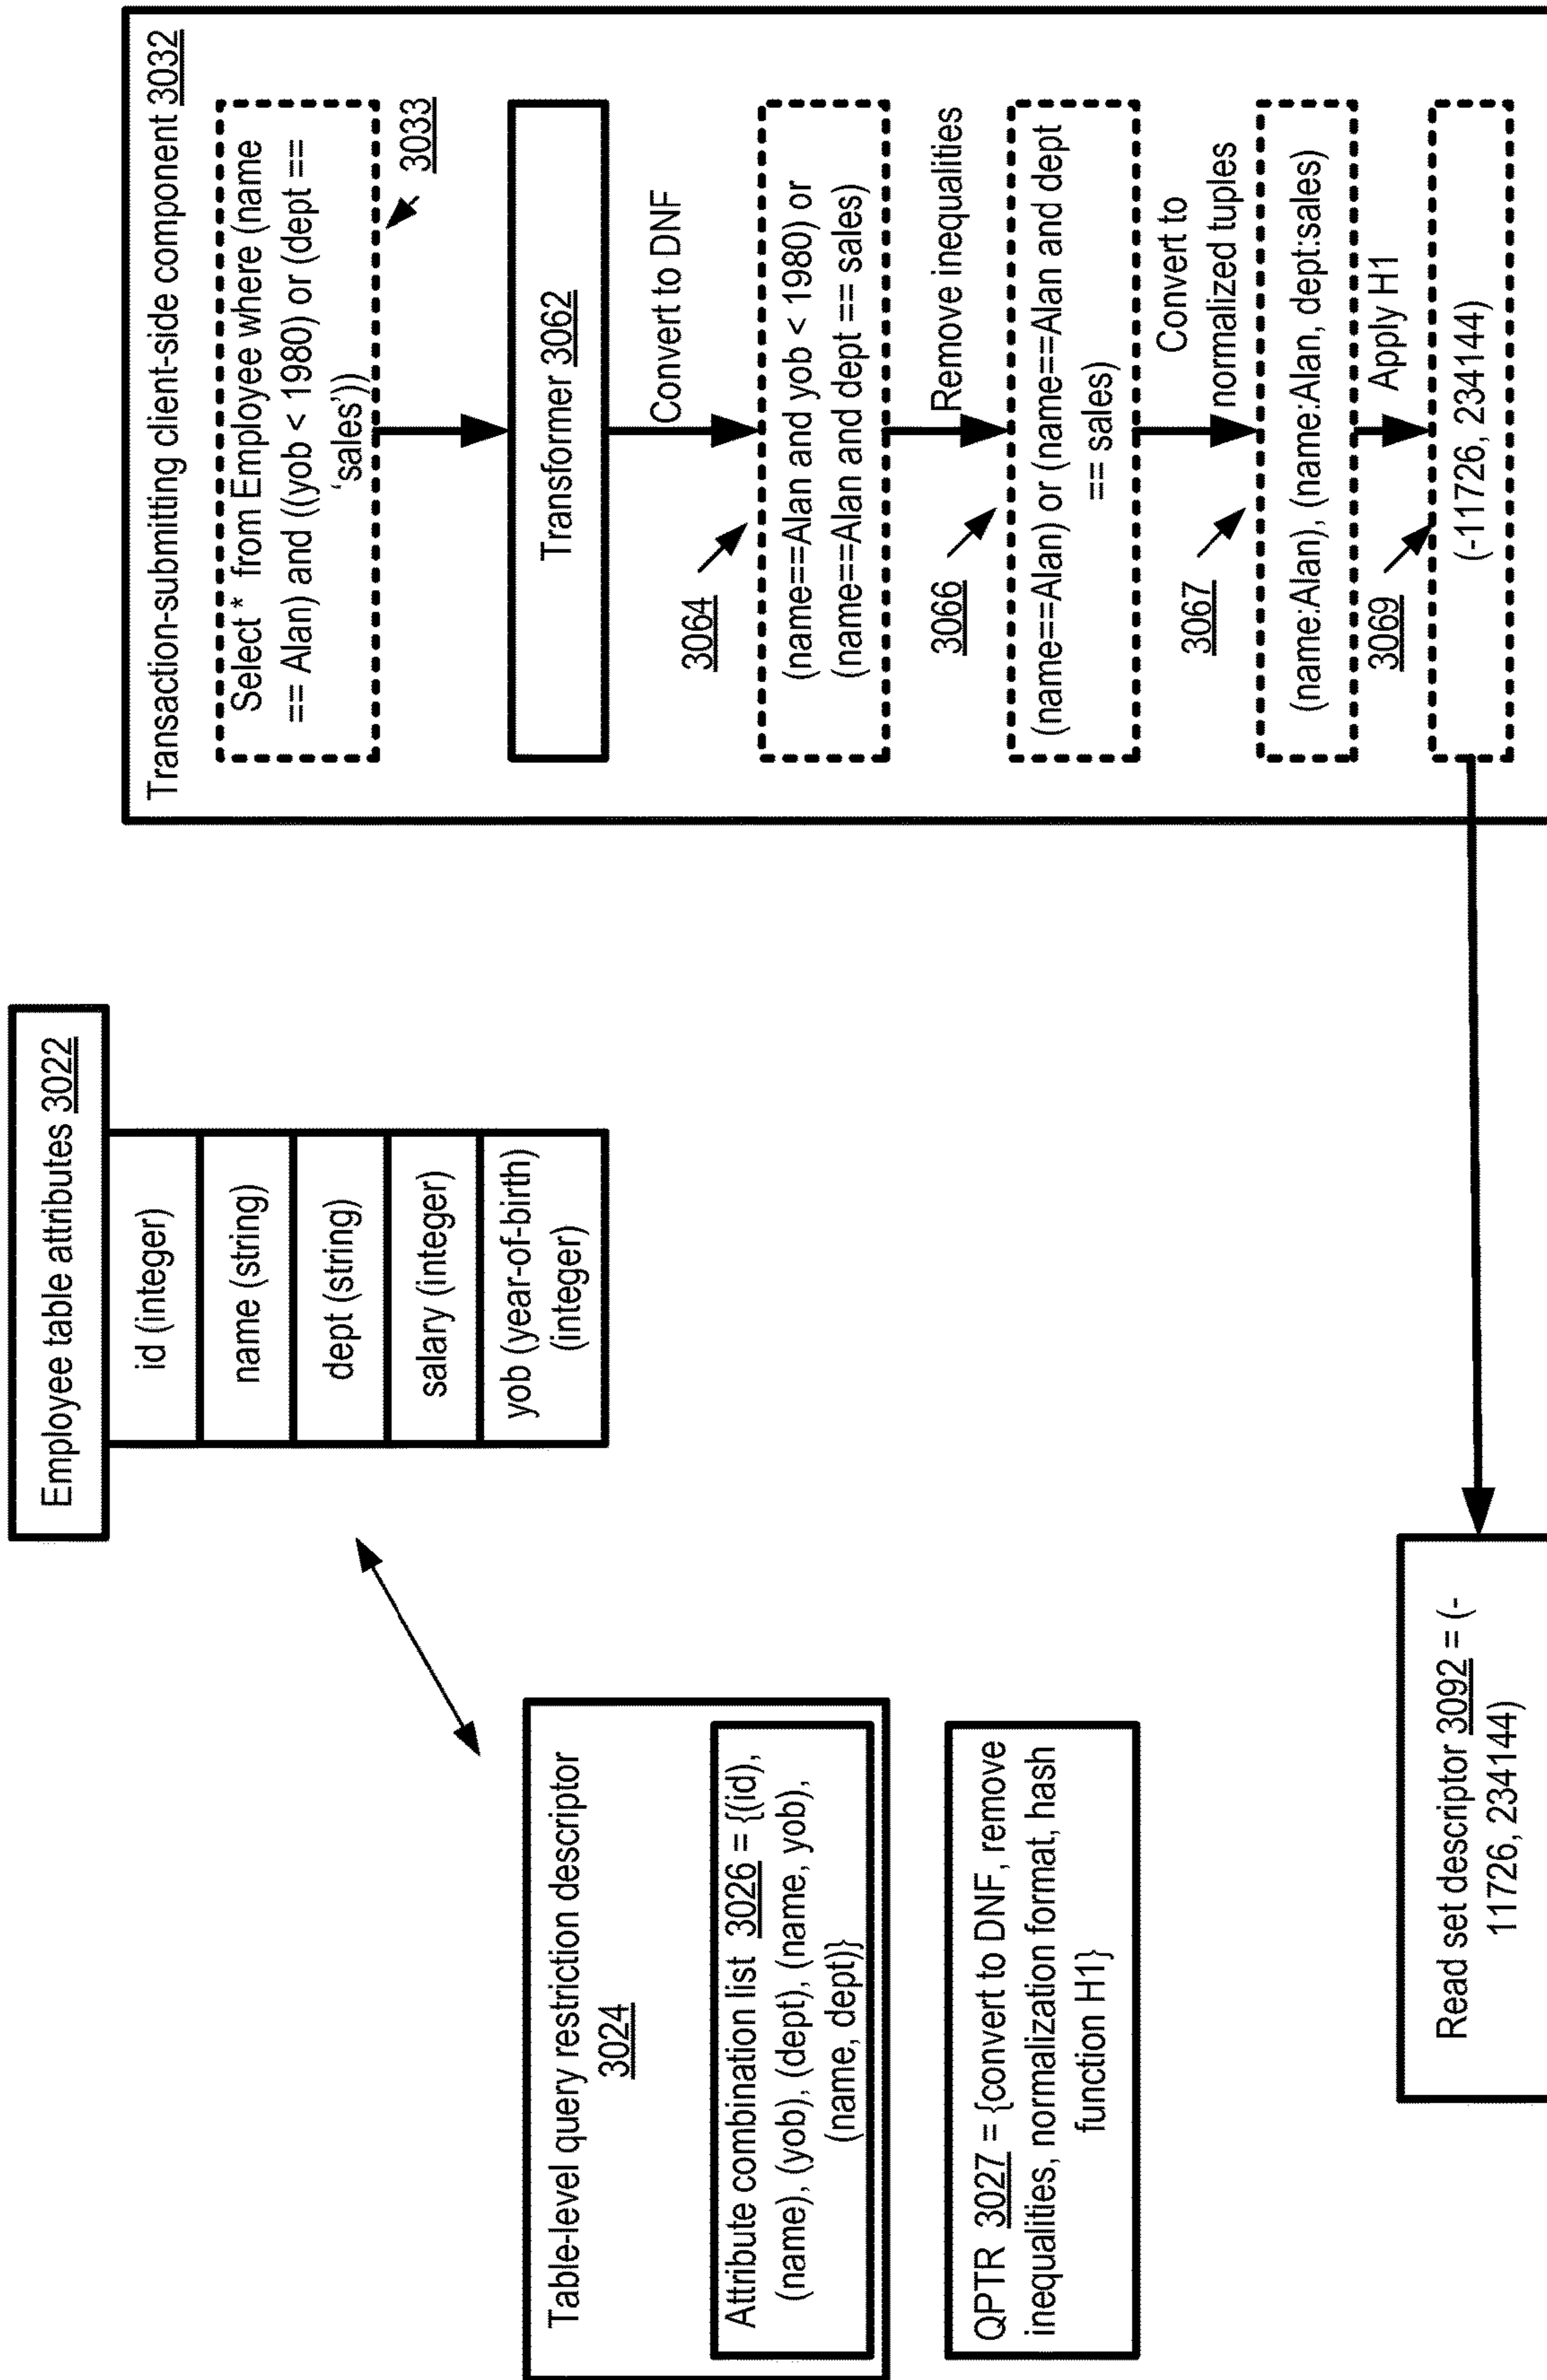 Employee table attributes 3022
id (integer)
name (string)
dept (string)
salary (integer)
yob (year-of-birth)
(integer)
Table-level query restriction descriptor
3024
Attribute combination list 3026 = {(id),
(name), (yob), (dept), (name, yob),
(name, dept)}
QPTR 3027 = {convert to DNF, remove
inequalities, normalization format, hash
function H1}
Read set descriptor 3092 = (-
11726, 234144)
Transaction-submitting client-side component 3032
Select * from Employee where (name
== Alan) and ((yob < 1980) or (dept ==
‘sales’))
3033
Transformer 3062
Convert to DNF
3064
(name==Alan and yob < 1980) or
(name==Alan and dept == sales)
Remove inequalities
3066
(name==Alan) or (name==Alan and dept
== sales)
Convert to
normalized tuples
3067
(name:Alan), (name:Alan, dept:sales)
Apply H1
3069
(-11726, 234144)